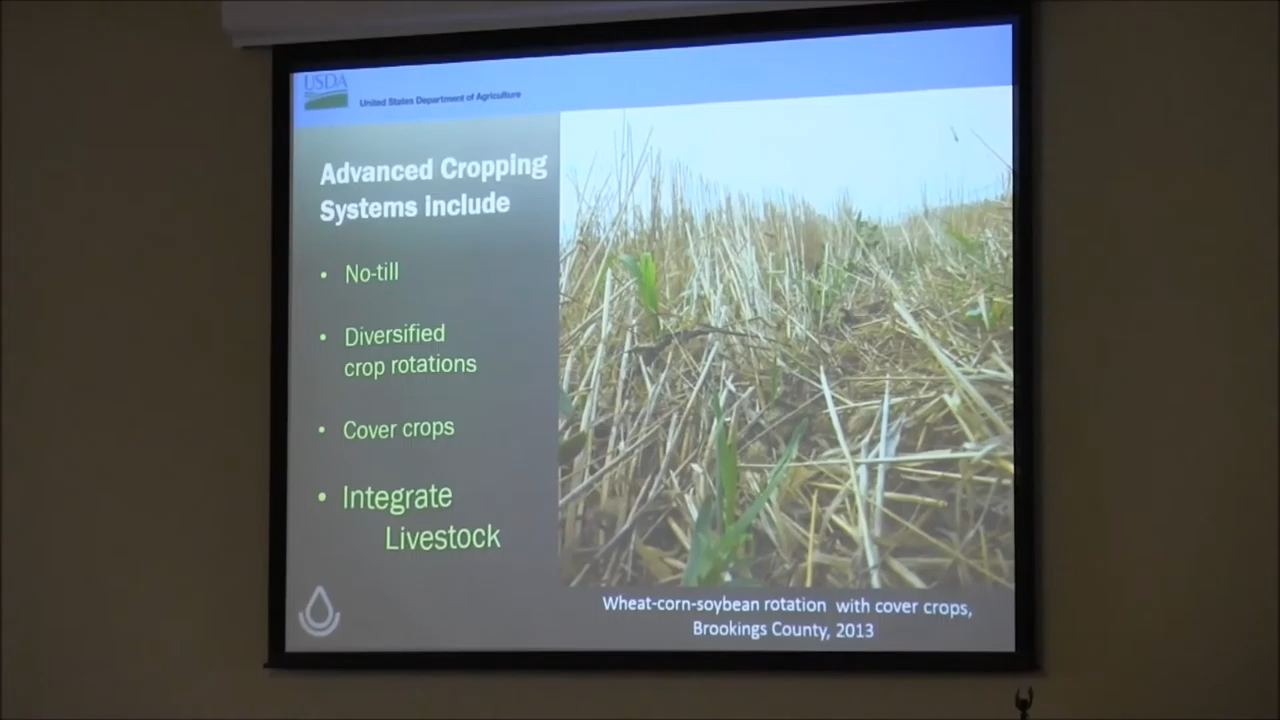 USDA
United States Department of Agriculture
Advanced Cropping
Systems include
• No-till
• Diversified
crop rotations
• Cover crops
• Integrate
Livestock
Wheat-corn-soybean rotation with cover crops,
Brookings County, 2013